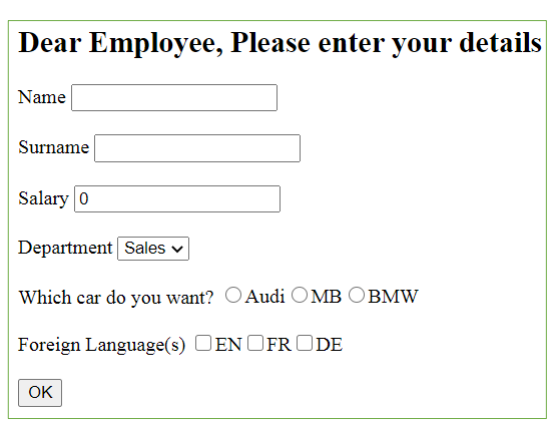 Dear Employee, Please enter your details
Name
Surname
Salary 0
Department Sales
Which car do you want? Audi MB BMW
Foreign Language(s) EN FR DE
OK